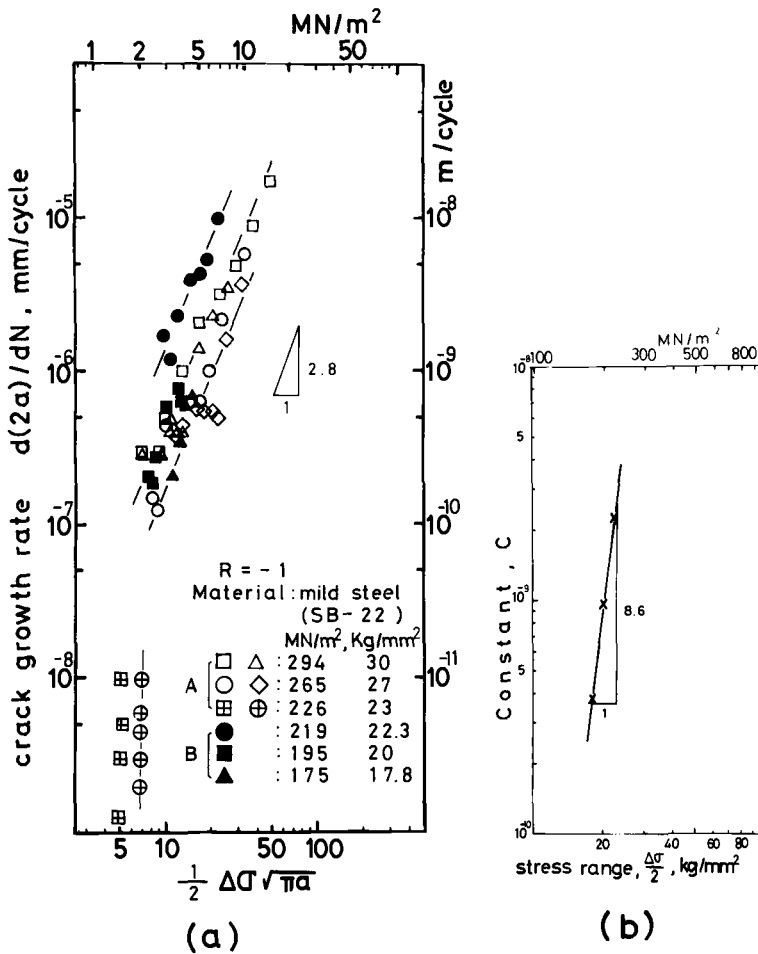 MN/m²
1 2 5 10 50
crack growth rate d(2a)/dN, mm/cycle
10⁻⁵
10⁻⁶
10⁻⁷
10⁻⁸
m/cycle
10⁻⁸
10⁻⁹
10⁻¹⁰
10⁻¹¹
2.8
1
R = -1
Material: mild steel
(SB-22)
MN/m², Kg/mm²
A
□ △ : 294 30
○ ◇ : 265 27
⊞ ⊕ : 226 23
B
● : 219 22.3
■ : 195 20
▲ : 175 17.8
5 10 50 100
1/2 Δσ√πa
(a)
MN/m²
100 300 500 800
10⁻⁸
5
10⁻⁹
5
10⁻¹⁰
Constant, C
8.6
1
20 40 60 80
stress range, Δσ/2, kg/mm²
(b)